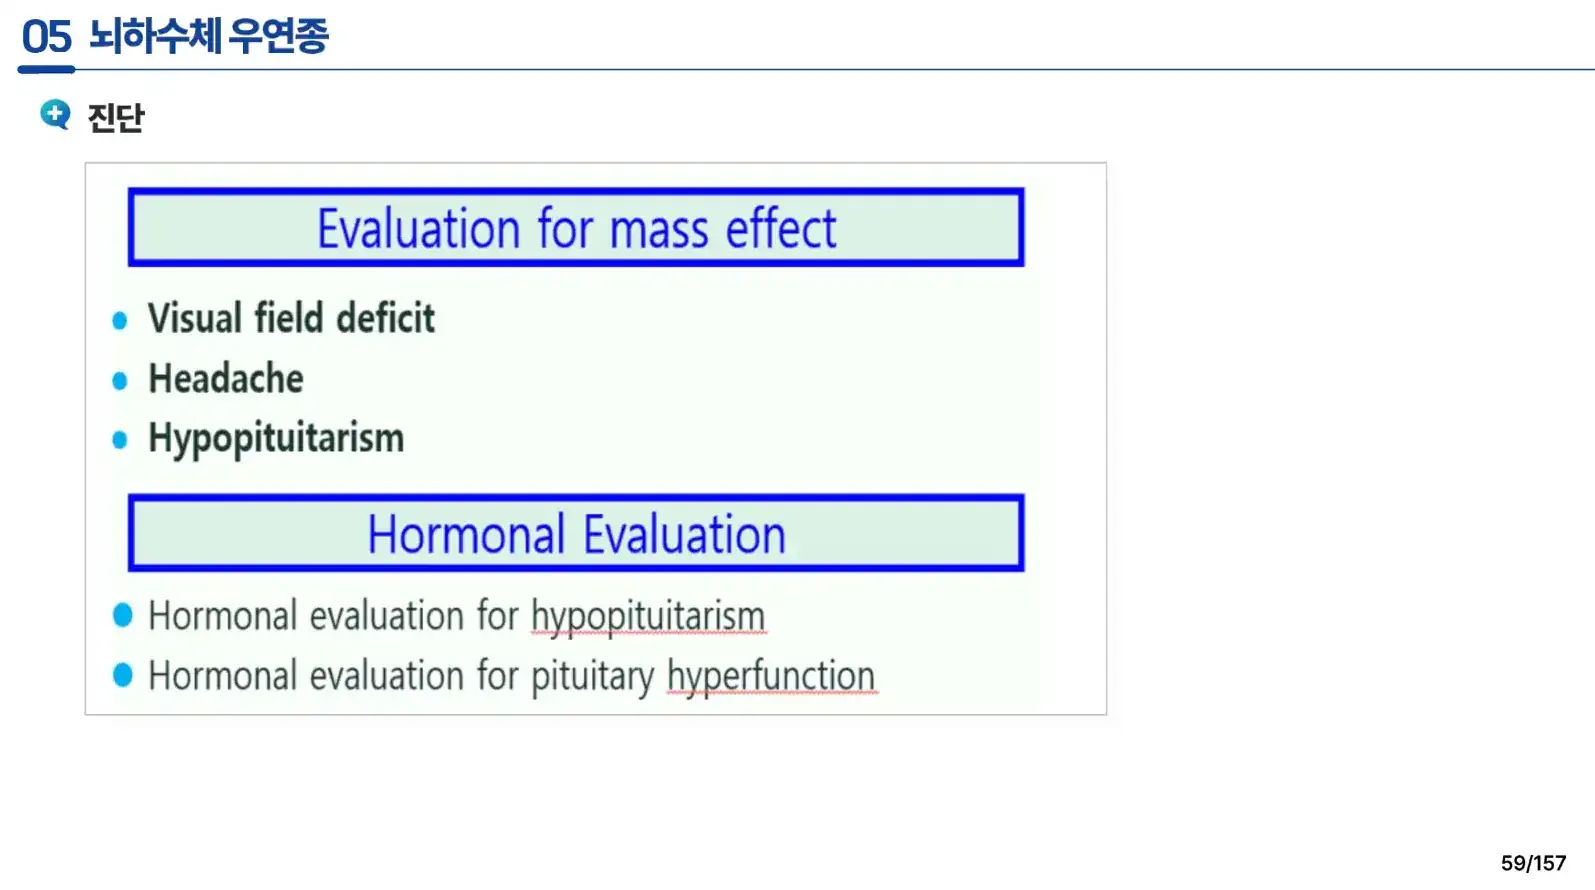 05 뇌하수체 우연종
진단
Evaluation for mass effect
Visual field deficit
Headache
Hypopituitarism
Hormonal Evaluation
Hormonal evaluation for hypopituitarism
Hormonal evaluation for pituitary hyperfunction
59/157